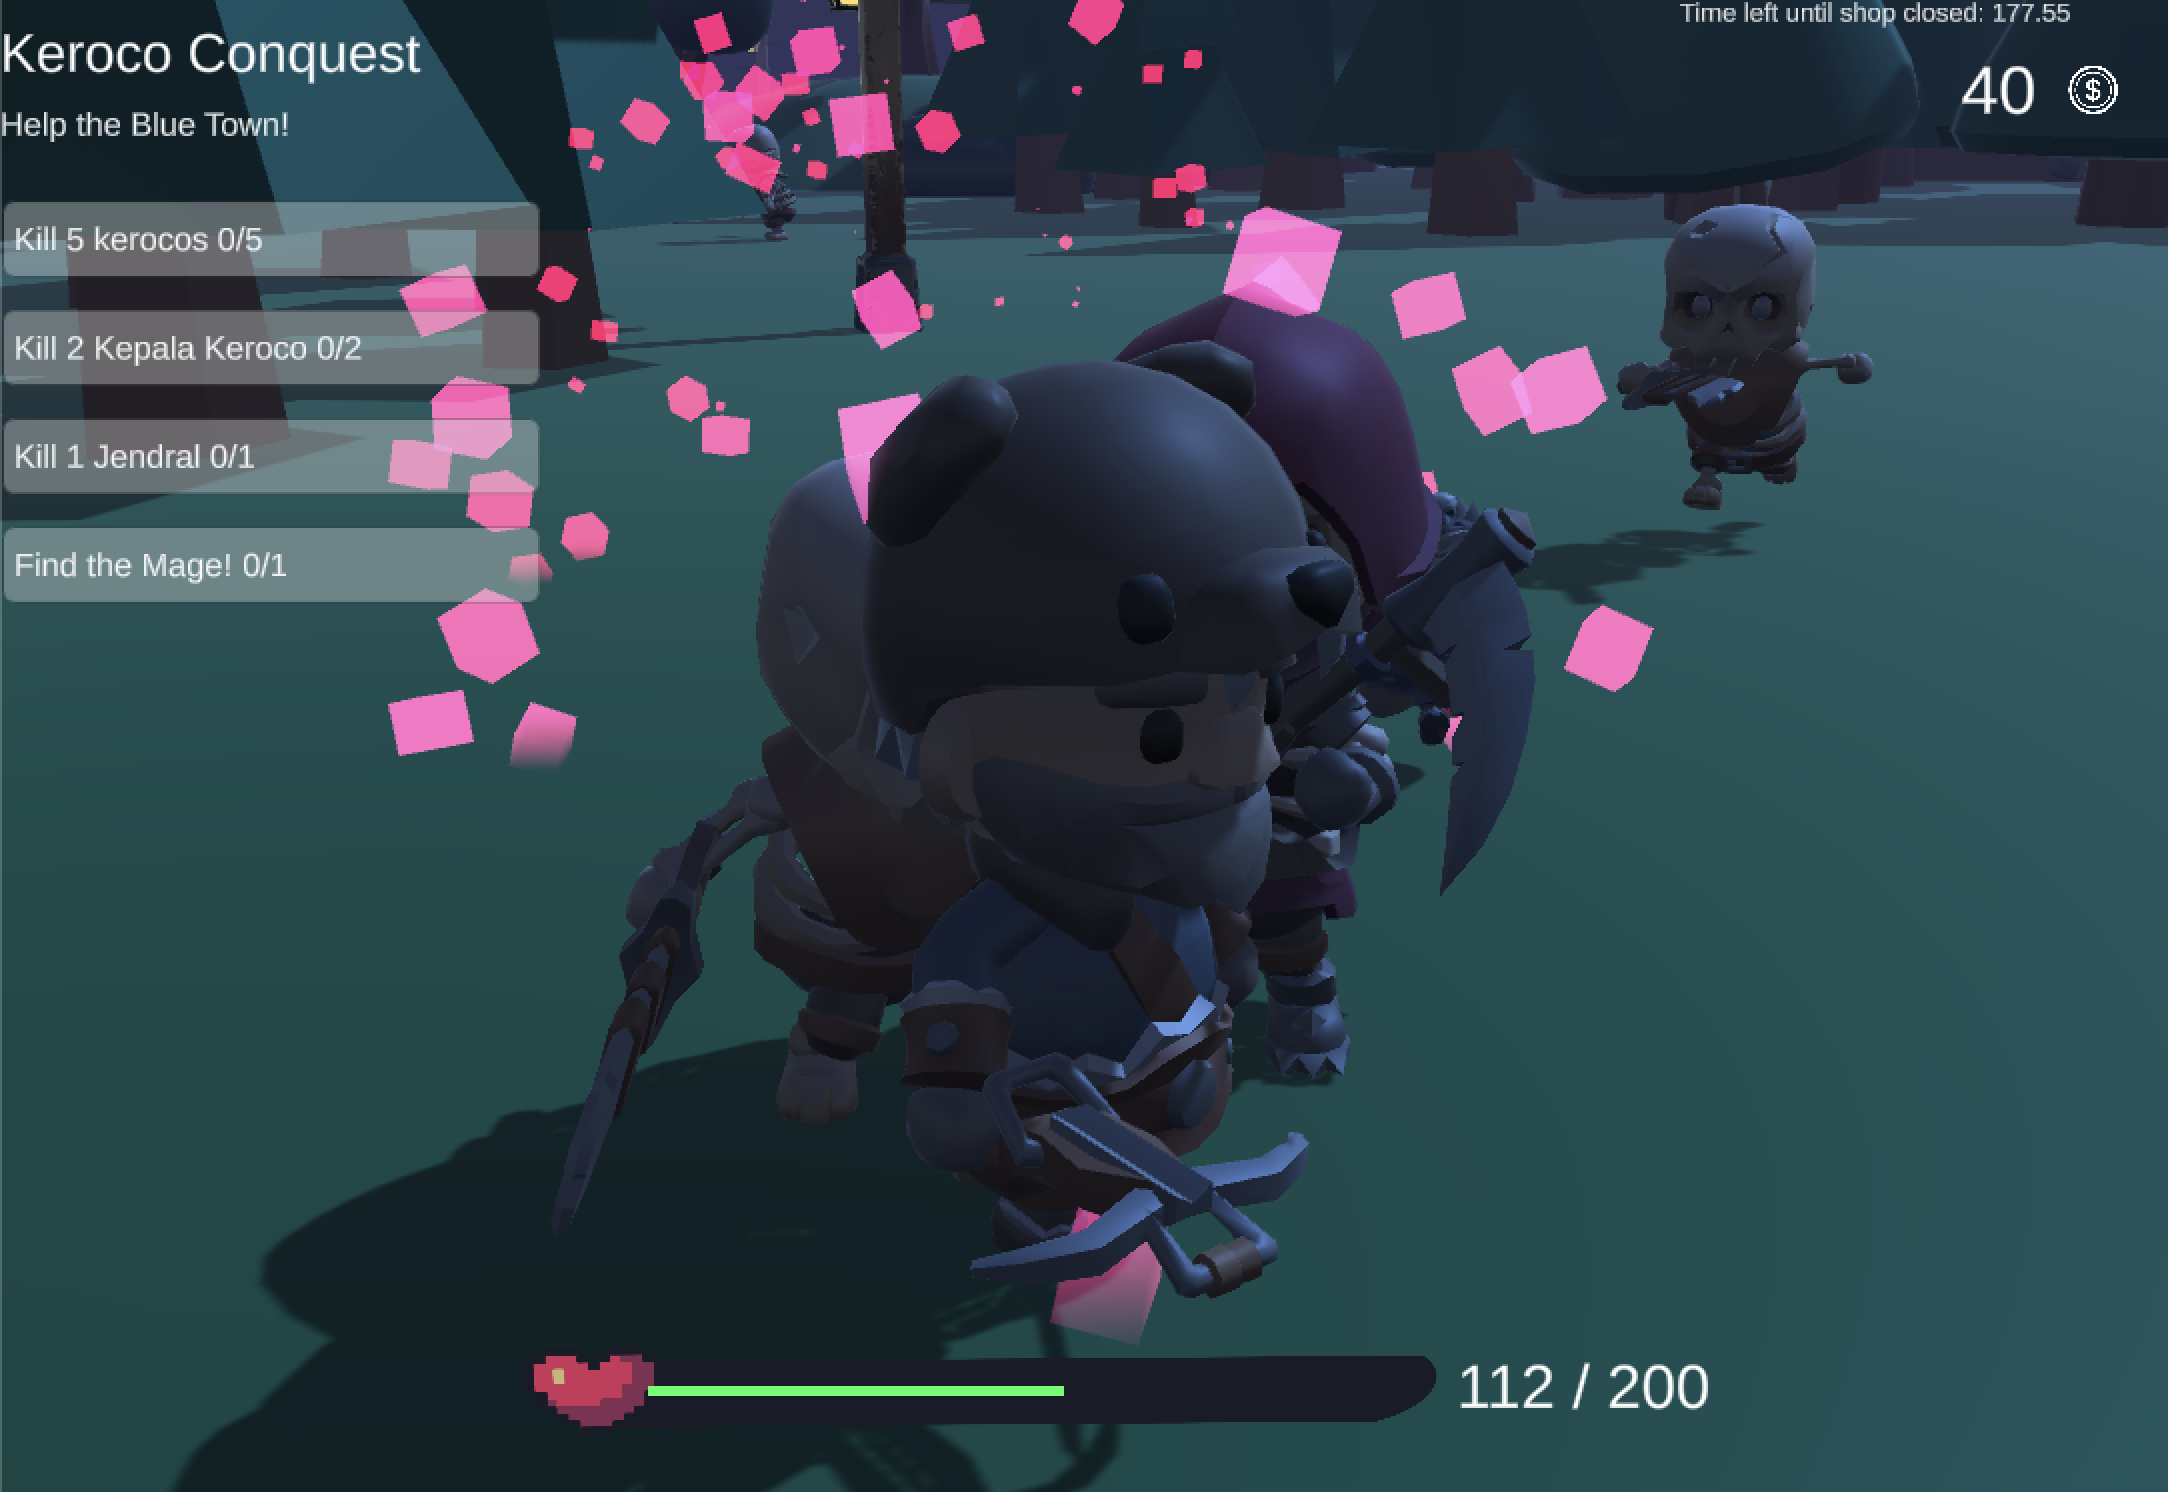 Time left until shop closed: 177.55
Keroco Conquest
40 $
Help the Blue Town!
Kill 5 kerocos 0/5
Kill 2 Kepala Keroco 0/2
Kill 1 Jendral 0/1
Find the Mage! 0/1
112 / 200